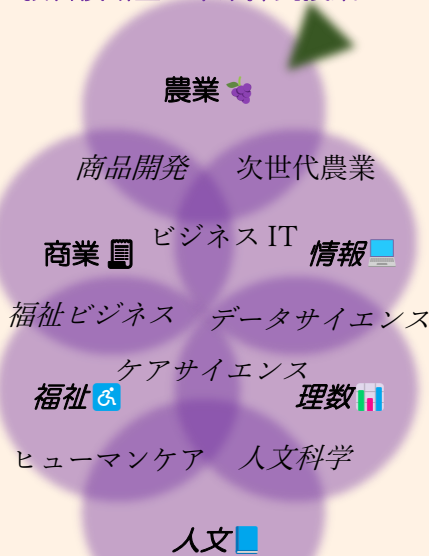 農業
商品開発
次世代農業
ビジネス IT
商業
情報
福祉ビジネス
データサイエンス
ケアサイエンス
福祉
理数
ヒューマンケア
人文科学
人文